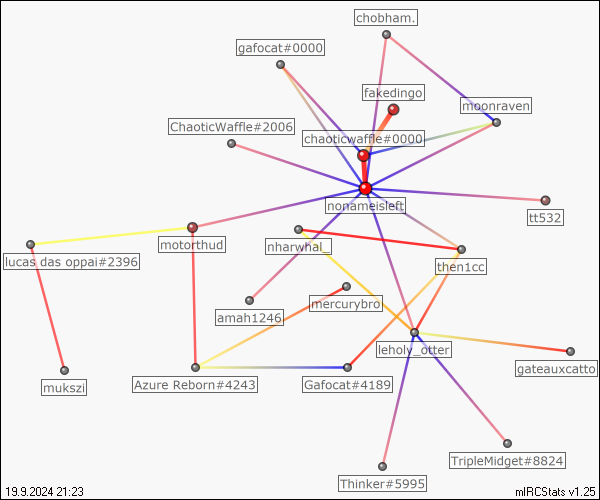 chobham.
gafocat#0000
fakedingo
moonraven
ChaoticWaffle#2006
chaoticwaffle#0000
nonameisleft
tt532
motorthud
nharwhal_
lucas das oppai#2396
then1cc
mercurybro
amah1246
leholy_otter
gateauxcatto
mukszi
Azure Reborn#4243
Gafocat#4189
TripleMidget#8824
Thinker#5995
19.9.2024 21:23
mIRCStats v1.25